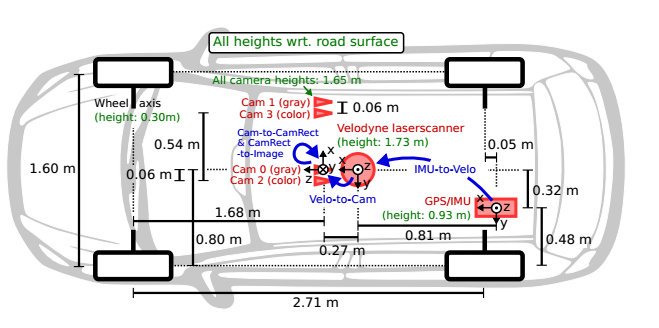 All heights wrt. road surface
All camera heights: 1.65 m
Wheel axis
(height: 0.30m)
Cam 1 (gray)
Cam 3 (color)
0.06 m
Cam-to-CamRect
& CamRect
-to-Image
Velodyne laserscanner
(height: 1.73 m)
0.54 m
0.05 m
x
y
z
x
z
y
Cam 0 (gray)
Cam 2 (color)
IMU-to-Velo
1.60 m
0.06 m
Velo-to-Cam
0.32 m
GPS/IMU
(height: 0.93 m)
x
z
y
1.68 m
0.80 m
0.27 m
0.81 m
0.48 m
2.71 m